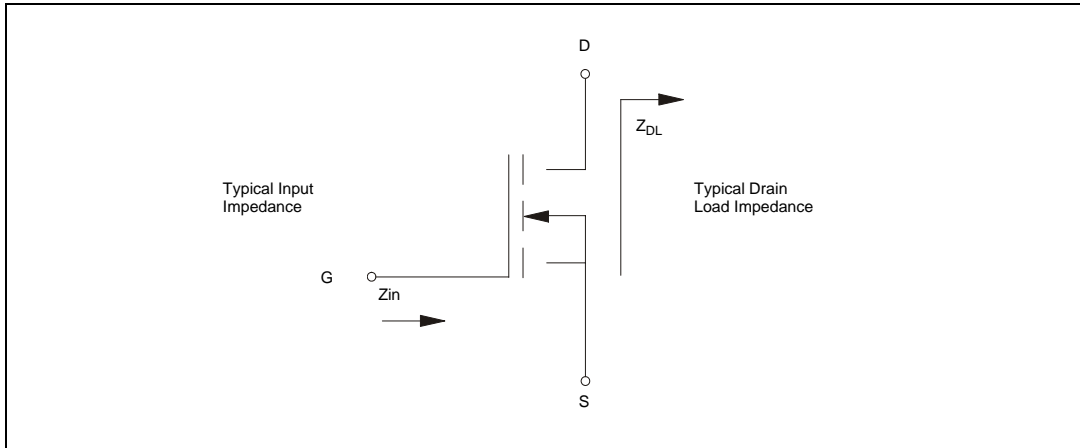 D
Z_DL
Typical Input
Impedance
Typical Drain
Load Impedance
G
Zin
S